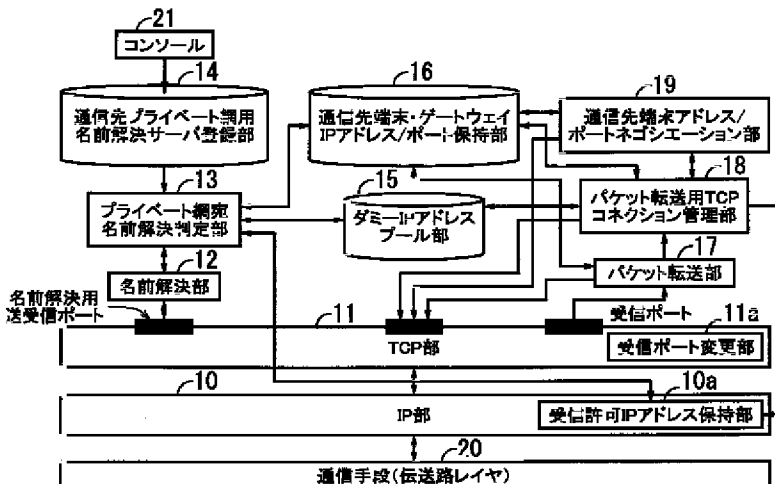 21
コンソール
14
通信先プライベート網用
名前解決サーバ登録部
16
通信先端末・ゲートウェイ
IPアドレス/ポート保持部
19
通信先端末アドレス/
ポートネゴシエーション部
13
プライベート網宛
名前解決判定部
15
ダミーIPアドレス
プール部
18
パケット転送用TCP
コネクション管理部
12
名前解決部
17
パケット転送部
名前解決用
送受信ポート
11
受信ポート
11a
TCP部
受信ポート変更部
10
10a
IP部
受信許可IPアドレス保持部
20
通信手段(伝送路レイヤ)